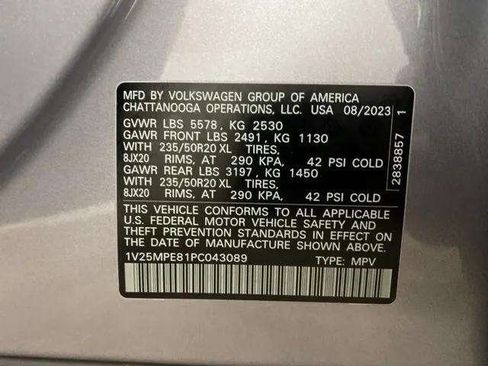 MFD BY VOLKSWAGEN GROUP OF AMERICA
CHATTANOOGA OPERATIONS, LLC. USA 08/2023
GVWR LBS 5578, KG 2530
GAWR FRONT LBS 2491, KG 1130
WITH 235/50R20 XL TIRES,
8JX20 RIMS, AT 290 KPA, 42 PSI COLD
GAWR REAR LBS 3197, KG 1450
WITH 235/50R20 XL TIRES,
8JX20 RIMS, AT 290 KPA, 42 PSI COLD
THIS VEHICLE CONFORMS TO ALL APPLICABLE
U.S. FEDERAL MOTOR VEHICLE SAFETY AND
THEFT PREVENTION STANDARDS IN EFFECT ON
THE DATE OF MANUFACTURE SHOWN ABOVE.
1V25MPE81PC043089 TYPE: MPV
2838857 1